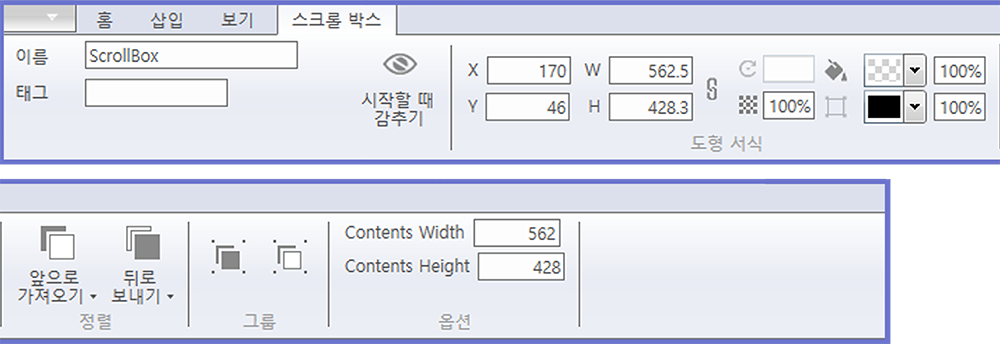 홈 삽입 보기 스크롤 박스
이름 ScrollBox
태그
시작할 때
감추기
X 170 W 562.5
Y 46 H 428.3
100%
100%
100%
도형 서식
앞으로
가져오기
뒤로
보내기
정렬
그룹
Contents Width 562
Contents Height 428
옵션